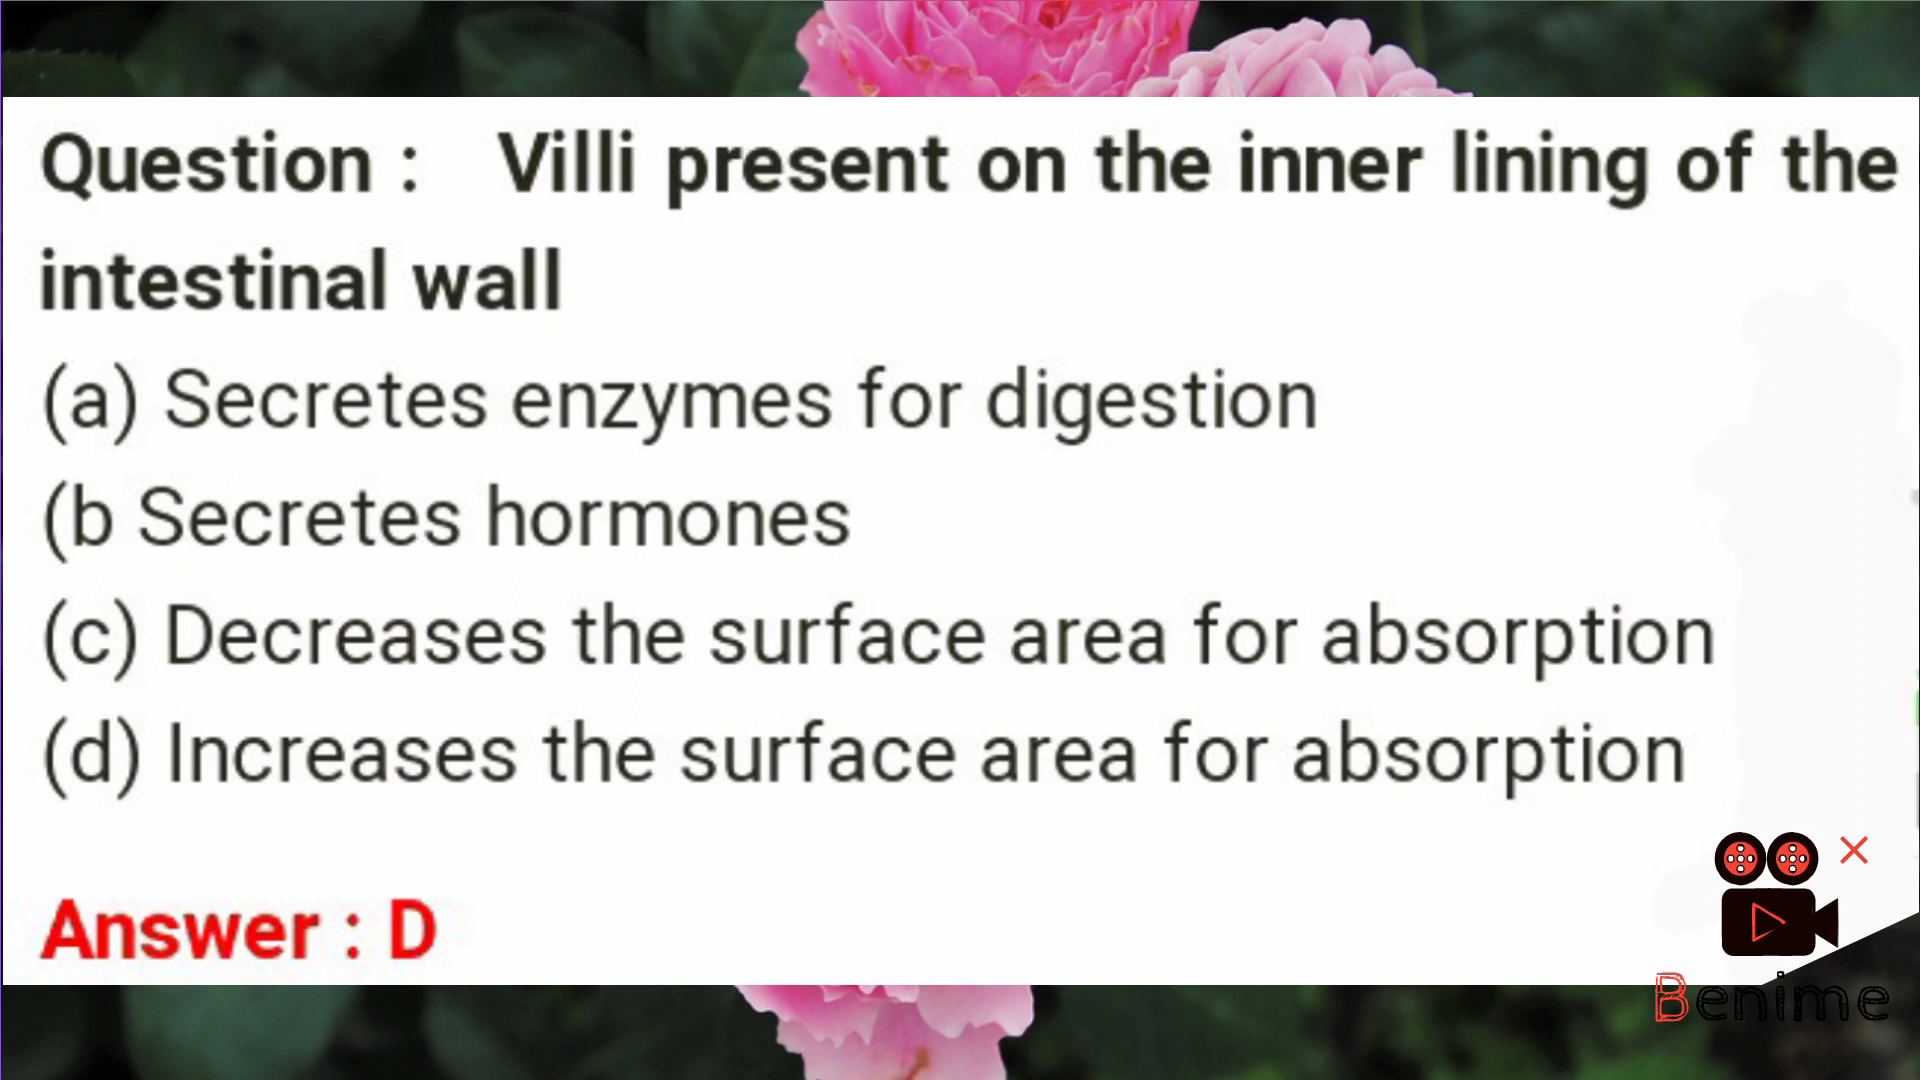 Question : Villi present on the inner lining of the
intestinal wall
(a) Secretes enzymes for digestion
(b Secretes hormones
(c) Decreases the surface area for absorption
(d) Increases the surface area for absorption
Answer : D
Benime